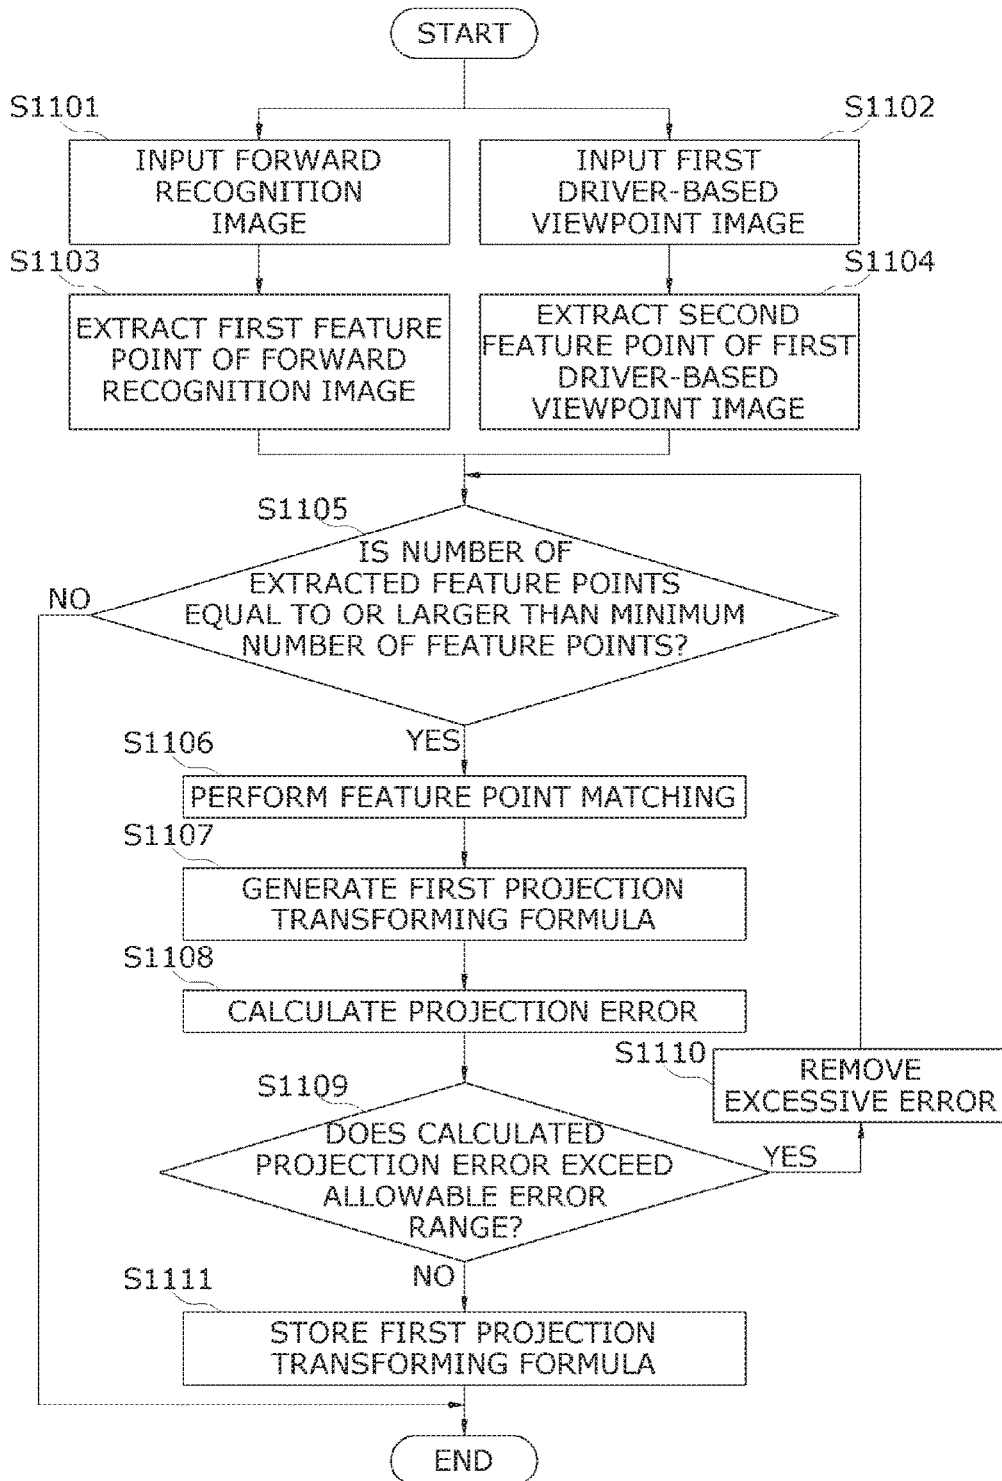 START
S1101
INPUT FORWARD
RECOGNITION
IMAGE
S1102
INPUT FIRST
DRIVER-BASED
VIEWPOINT IMAGE
S1103
EXTRACT FIRST FEATURE
POINT OF FORWARD
RECOGNITION IMAGE
S1104
EXTRACT SECOND
FEATURE POINT OF FIRST
DRIVER-BASED
VIEWPOINT IMAGE
S1105
IS NUMBER OF
EXTRACTED FEATURE POINTS
EQUAL TO OR LARGER THAN MINIMUM
NUMBER OF FEATURE POINTS?
NO
YES
S1106
PERFORM FEATURE POINT MATCHING
S1107
GENERATE FIRST PROJECTION
TRANSFORMING FORMULA
S1108
CALCULATE PROJECTION ERROR
S1109
DOES CALCULATED
PROJECTION ERROR EXCEED
ALLOWABLE ERROR
RANGE?
YES
S1110
REMOVE
EXCESSIVE ERROR
NO
S1111
STORE FIRST PROJECTION
TRANSFORMING FORMULA
END